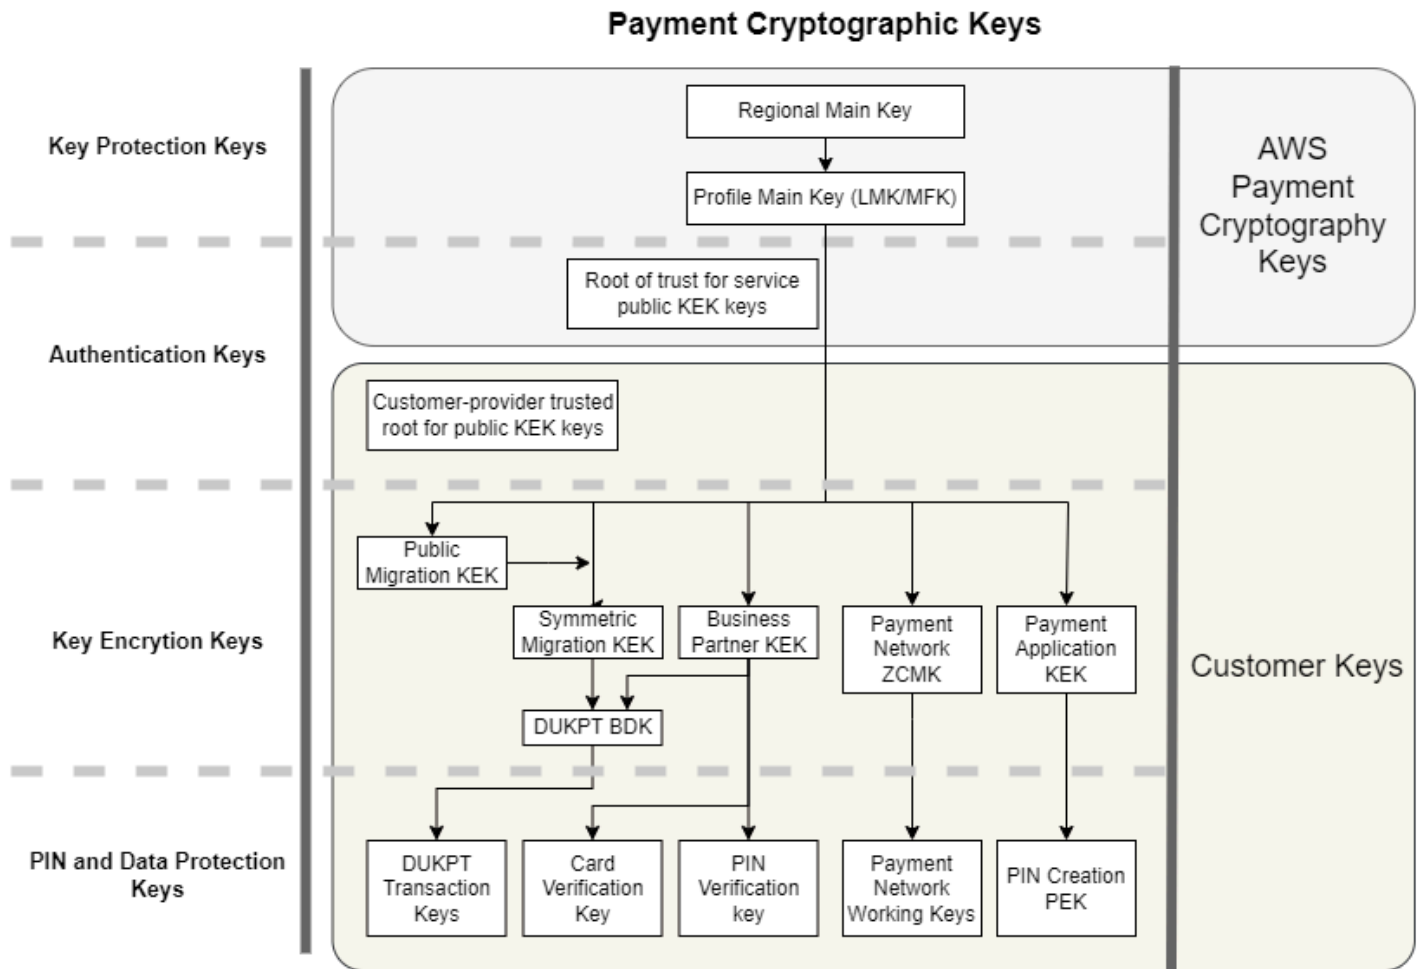 Payment Cryptographic Keys
Key Protection Keys
Regional Main Key
Profile Main Key (LMK/MFK)
AWS
Payment
Cryptography
Keys
Root of trust for service
public KEK keys
Authentication Keys
Customer-provider trusted
root for public KEK keys
Key Encrytion Keys
Public
Migration KEK
Symmetric
Migration KEK
Business
Partner KEK
Payment
Network
ZCMK
Payment
Application
KEK
Customer Keys
DUKPT BDK
PIN and Data Protection
Keys
DUKPT
Transaction
Keys
Card
Verification
Key
PIN
Verification
key
Payment
Network
Working Keys
PIN Creation
PEK